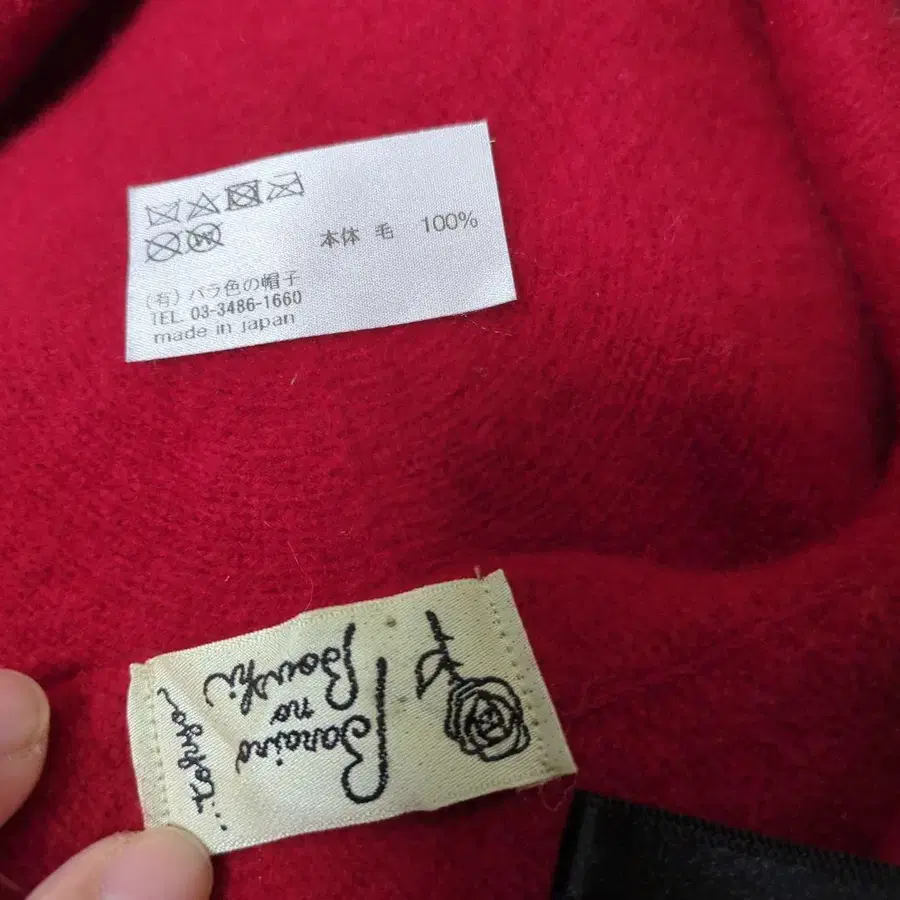 本体 毛 100%
(有)バラ色の帽子
TEL 03-3486-1660
made in japan
Barairo
no
Boushi
Tokyo